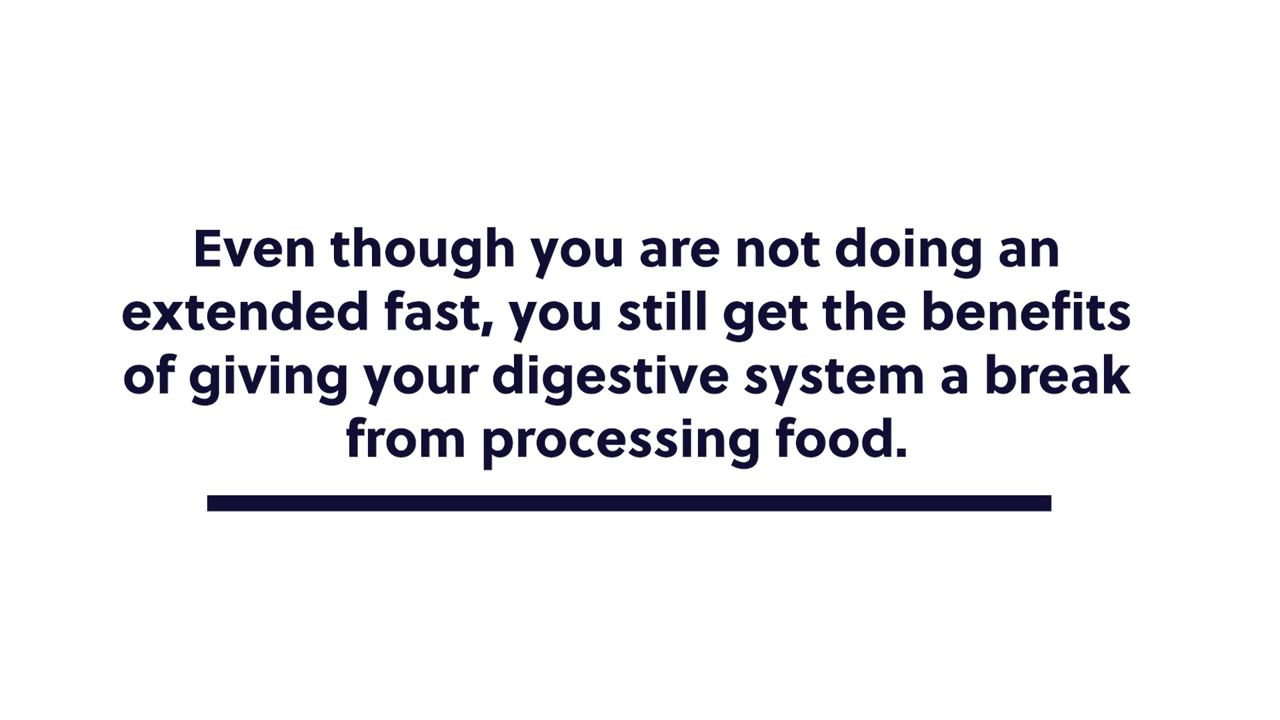 Even though you are not doing an
extended fast, you still get the benefits
of giving your digestive system a break
from processing food.